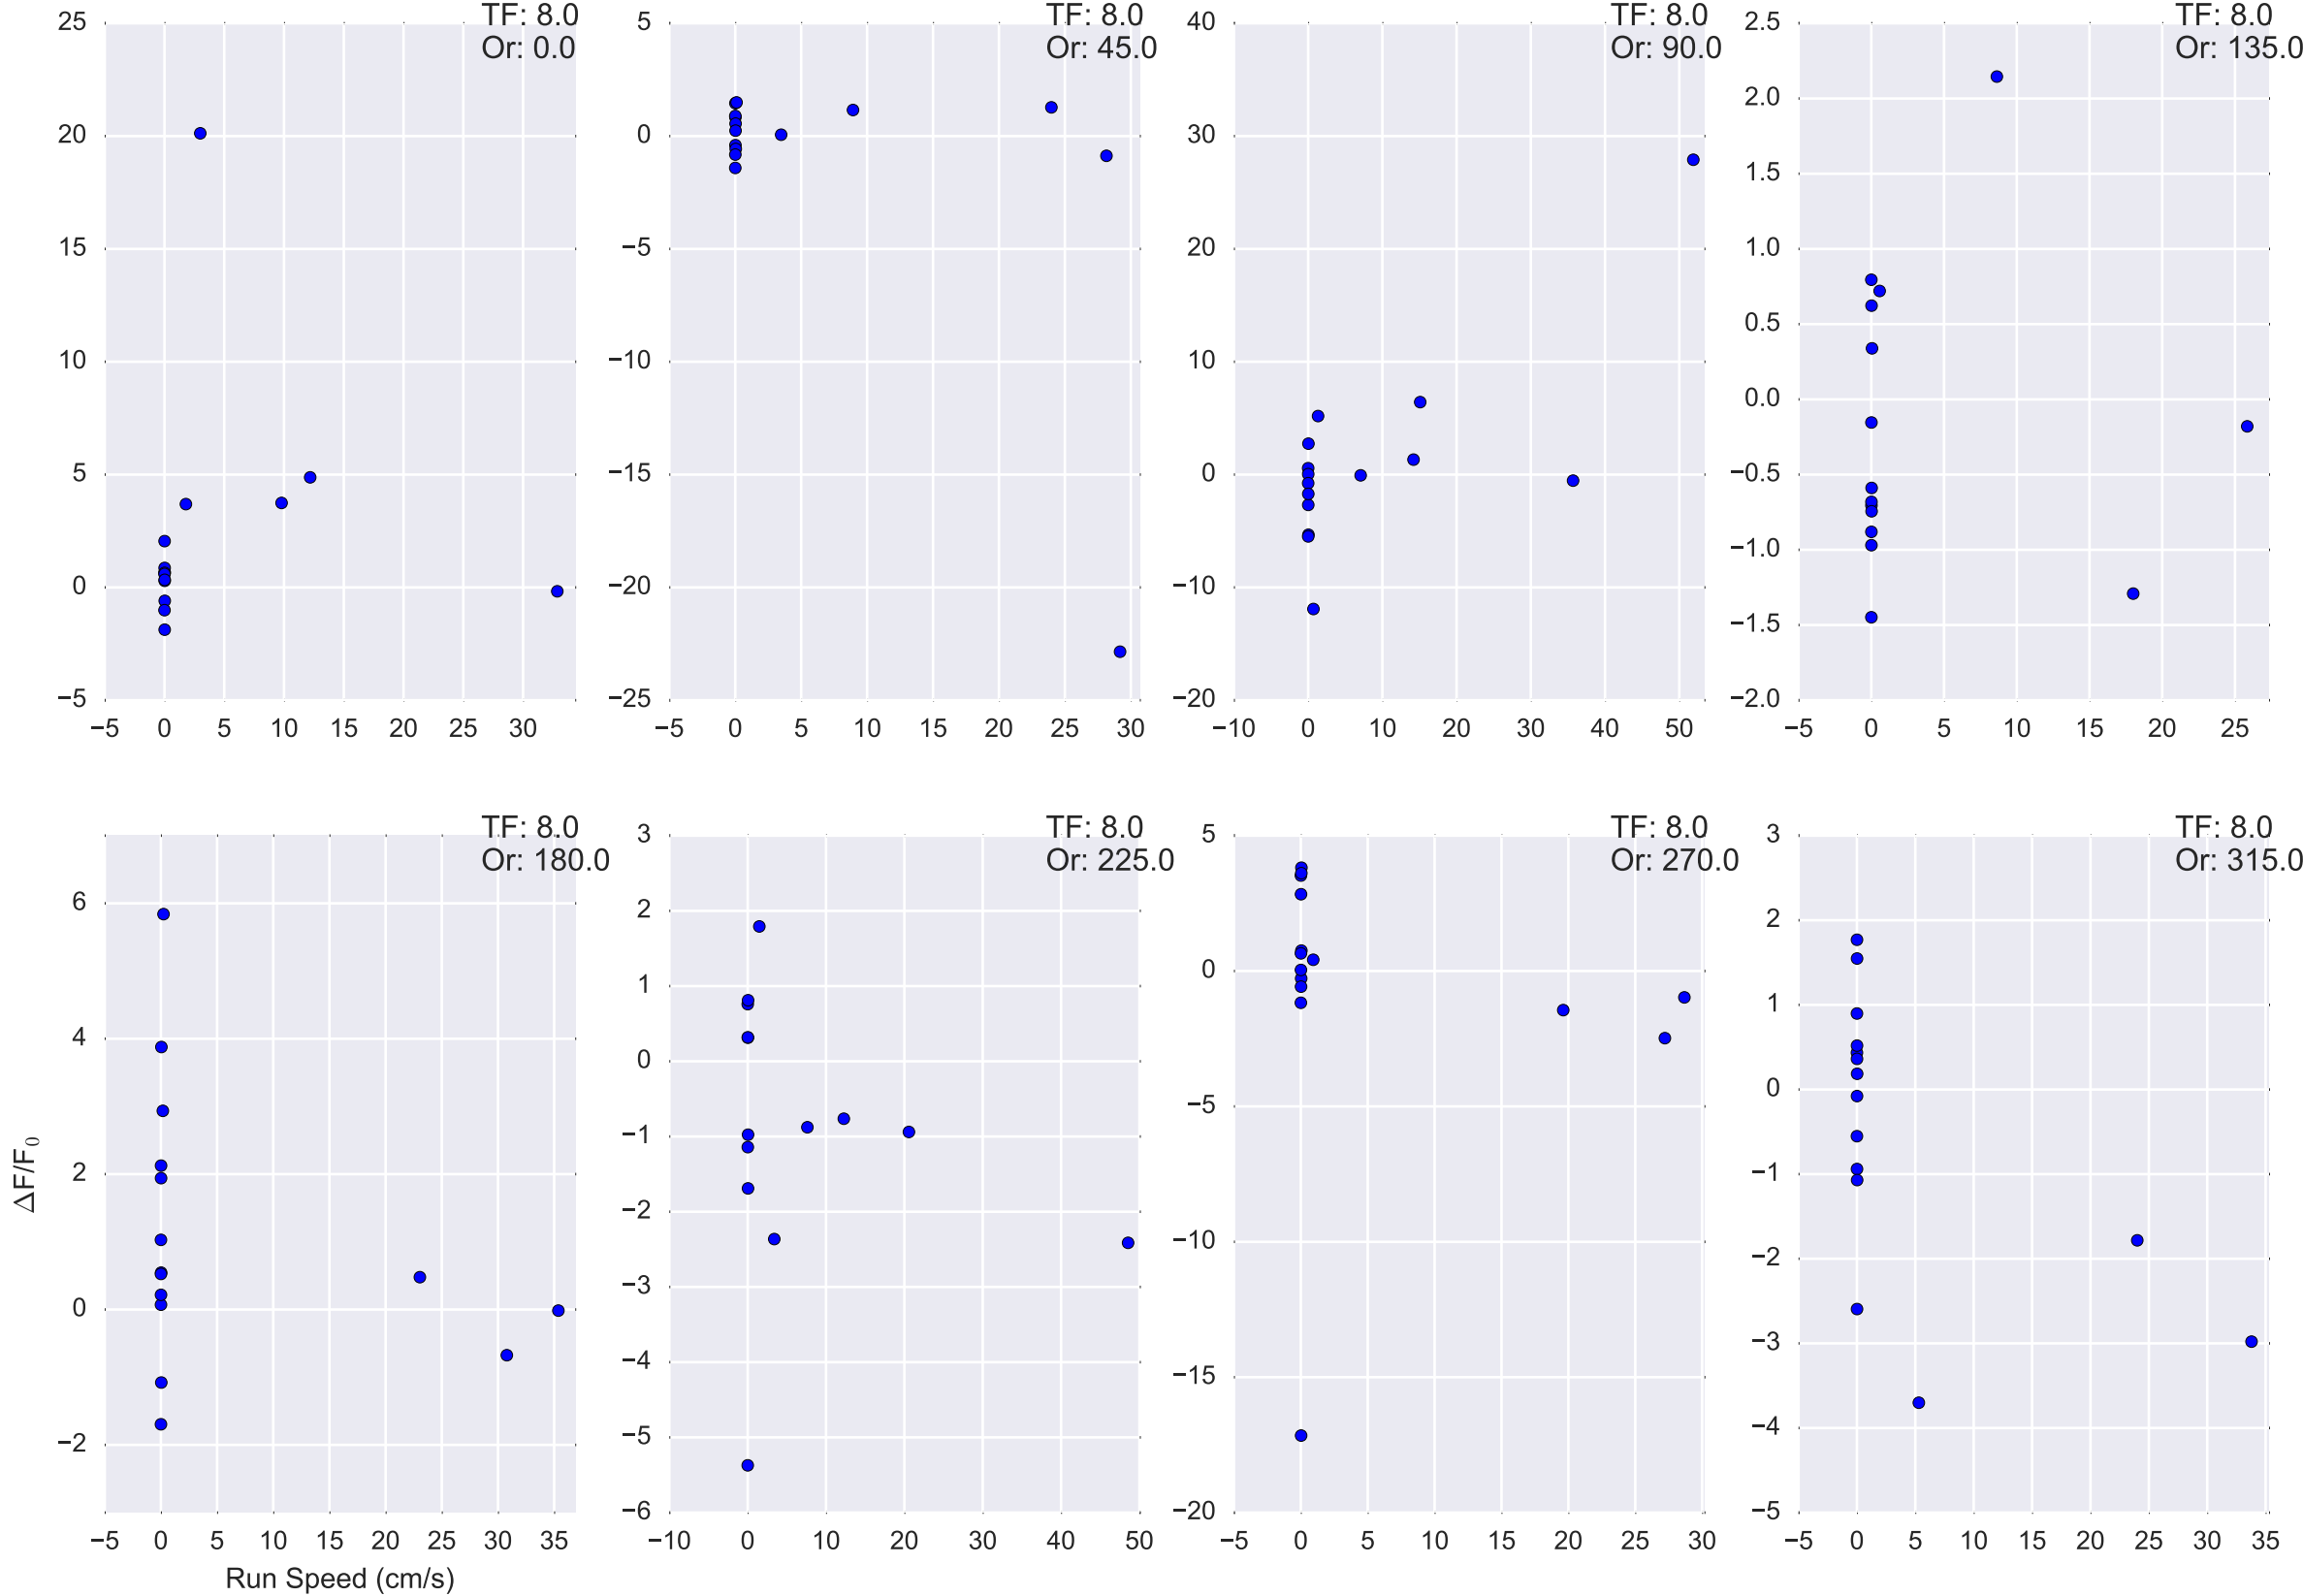 TF: 8.0
Or: 0.0
25
20
15
10
5
0
−5
−5 0 5 10 15 20 25 30
TF: 8.0
Or: 45.0
5
0
−5
−10
−15
−20
−25
−5 0 5 10 15 20 25 30
TF: 8.0
Or: 90.0
40
30
20
10
0
−10
−20
−10 0 10 20 30 40 50
TF: 8.0
Or: 135.0
2.5
2.0
1.5
1.0
0.5
0.0
−0.5
−1.0
−1.5
−2.0
−5 0 5 10 15 20 25
TF: 8.0
Or: 180.0
6
4
2
0
−2
−5 0 5 10 15 20 25 30 35
Run Speed (cm/s)
ΔF/F₀
TF: 8.0
Or: 225.0
3
2
1
0
−1
−2
−3
−4
−5
−6
−10 0 10 20 30 40 50
TF: 8.0
Or: 270.0
5
0
−5
−10
−15
−20
−5 0 5 10 15 20 25 30
TF: 8.0
Or: 315.0
3
2
1
0
−1
−2
−3
−4
−5
−5 0 5 10 15 20 25 30 35